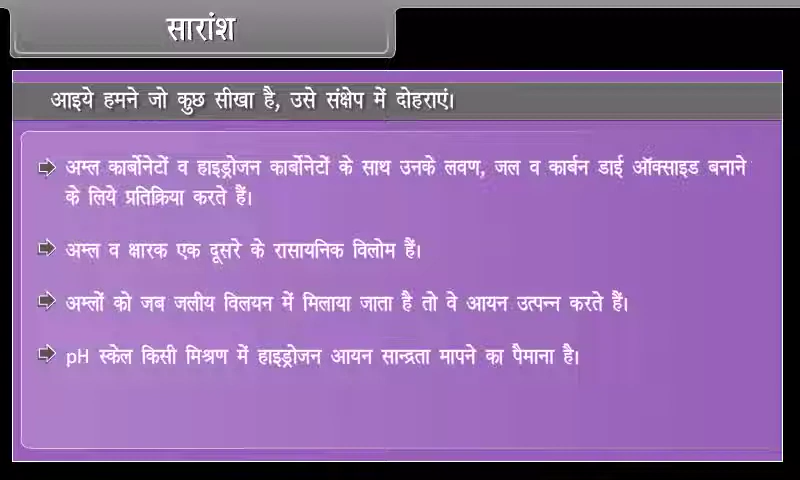 सारांश
आइये हमने जो कुछ सीखा है, उसे संक्षेप में दोहराएं।
अम्ल कार्बोनेटों व हाइड्रोजन कार्बोनेटों के साथ उनके लवण, जल व कार्बन डाई ऑक्साइड बनाने
के लिये प्रतिक्रिया करते हैं।
अम्ल व क्षारक एक दूसरे के रासायनिक विलोम हैं।
अम्लों को जब जलीय विलयन में मिलाया जाता है तो वे आयन उत्पन्न करते हैं।
pH स्केल किसी मिश्रण में हाइड्रोजन आयन सान्द्रता मापने का पैमाना है।